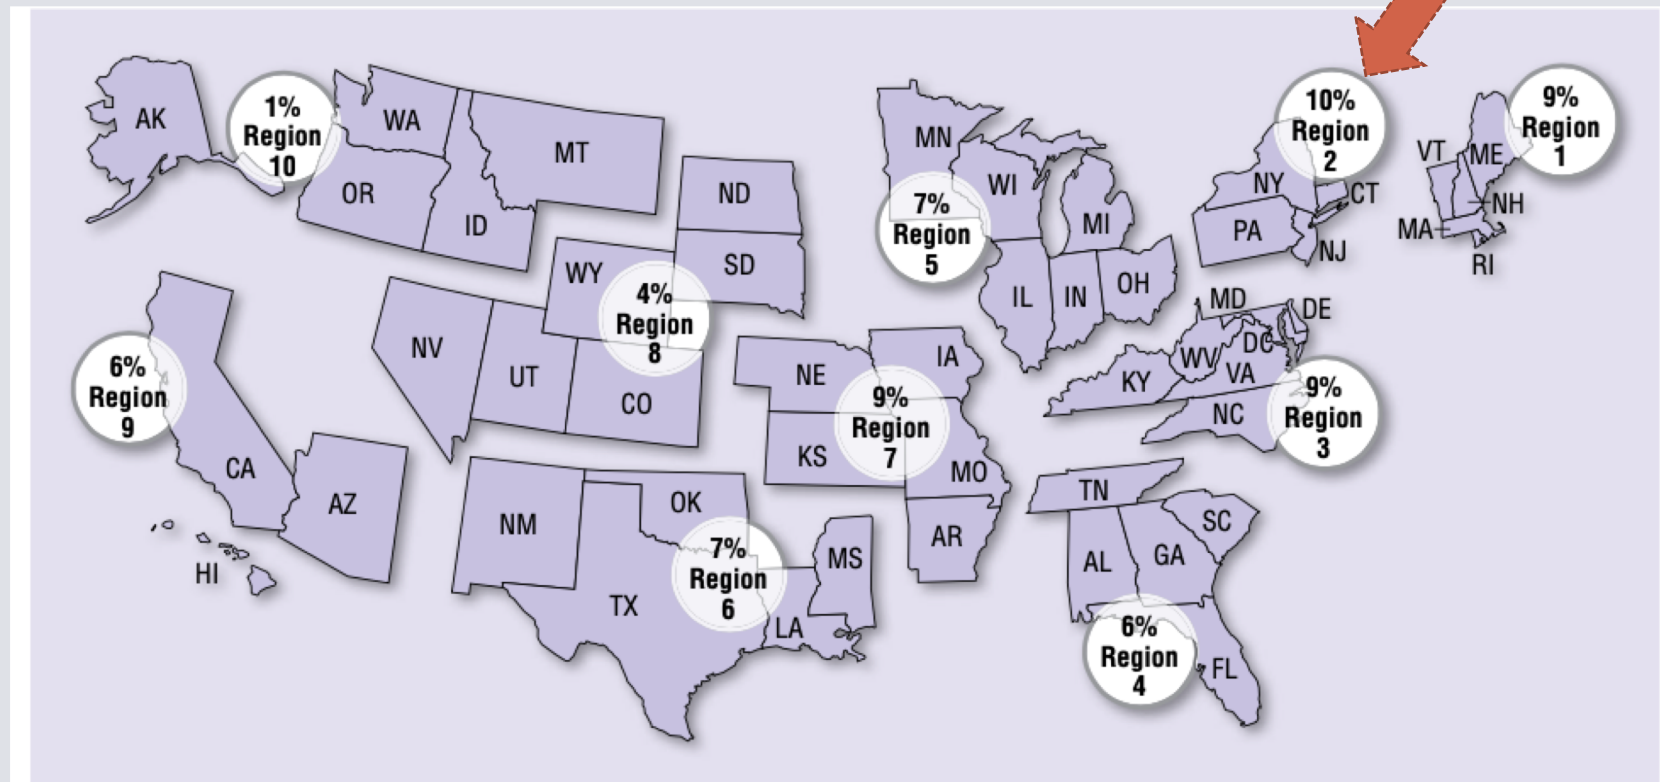 AK
1%
Region
10
WA
OR
ID
MT
ND
SD
WY
4%
Region
8
NV
UT
CO
6%
Region
9
CA
AZ
HI
NM
OK
TX
7%
Region
6
LA
MS
NE
IA
9%
Region
7
KS
MO
AR
MN
WI
MI
7%
Region
5
IL
IN
OH
10%
Region
2
NY
CT
PA
NJ
9%
Region
1
VT
ME
NH
MA
RI
MD
DE
DC
WV
VA
KY
NC
9%
Region
3
TN
SC
AL
GA
6%
Region
4
FL